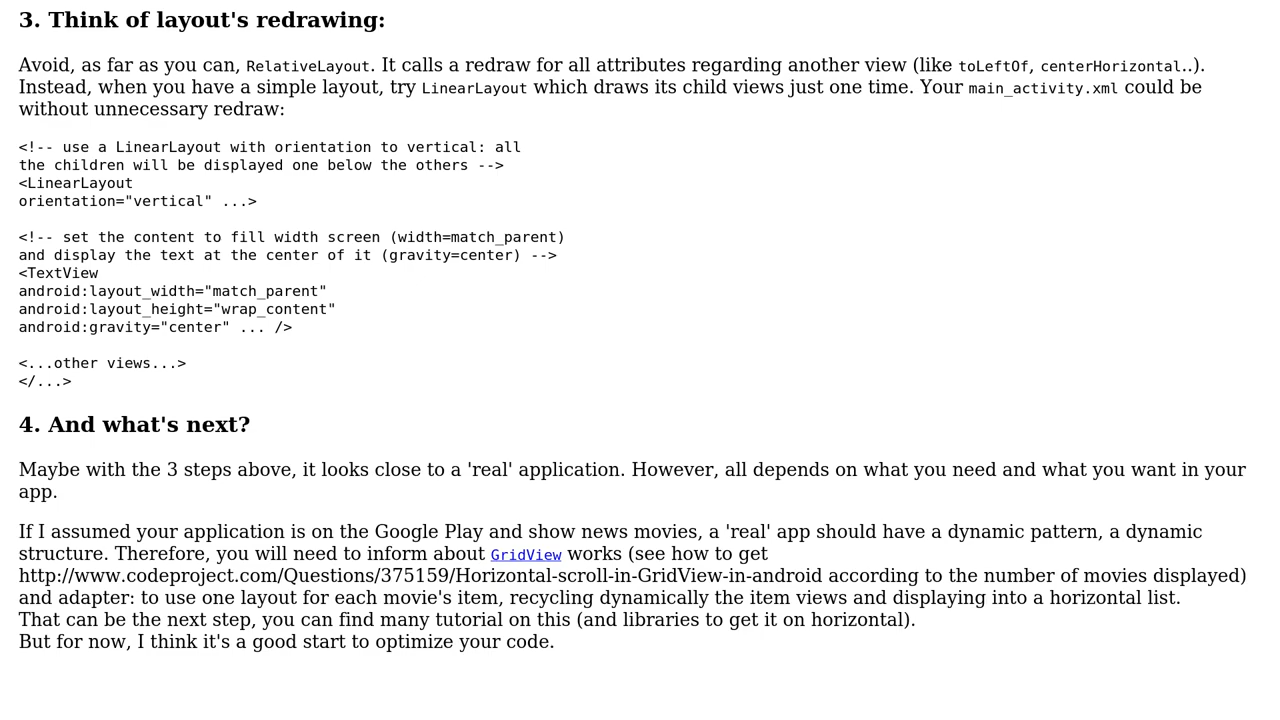 3. Think of layout's redrawing:
Avoid, as far as you can, RelativeLayout. It calls a redraw for all attributes regarding another view (like toLeftOf, centerHorizontal..).
Instead, when you have a simple layout, try LinearLayout which draws its child views just one time. Your main_activity.xml could be
without unnecessary redraw:
<!-- use a LinearLayout with orientation to vertical: all
the children will be displayed one below the others -->
<LinearLayout
orientation="vertical" ...>
<!-- set the content to fill width screen (width=match_parent)
and display the text at the center of it (gravity=center) -->
<TextView
android:layout_width="match_parent"
android:layout_height="wrap_content"
android:gravity="center" ... />
<...other views...>
</...>
4. And what's next?
Maybe with the 3 steps above, it looks close to a 'real' application. However, all depends on what you need and what you want in your
app.
If I assumed your application is on the Google Play and show news movies, a 'real' app should have a dynamic pattern, a dynamic
structure. Therefore, you will need to inform about GridView works (see how to get
http://www.codeproject.com/Questions/375159/Horizontal-scroll-in-GridView-in-android according to the number of movies displayed)
and adapter: to use one layout for each movie's item, recycling dynamically the item views and displaying into a horizontal list.
That can be the next step, you can find many tutorial on this (and libraries to get it on horizontal).
But for now, I think it's a good start to optimize your code.